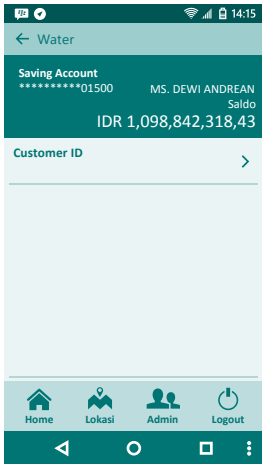 14:15
← Water
Saving Account
**********01500
MS. DEWI ANDREAN
Saldo
IDR 1,098,842,318,43
Customer ID
Home Lokasi Admin Logout